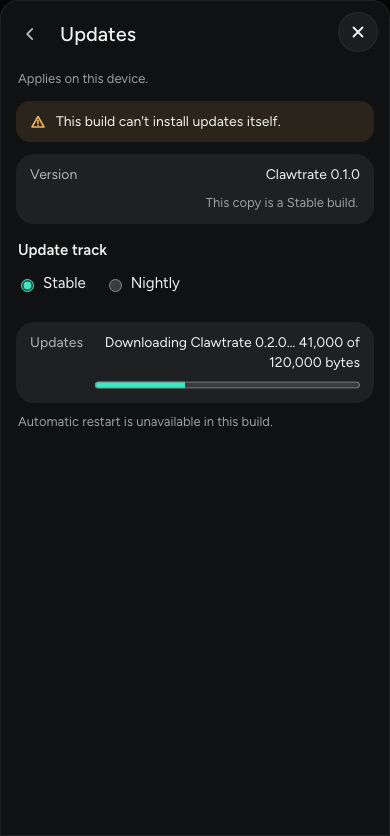 Updates
Applies on this device.
This build can't install updates itself.
Version
Clawtrate 0.1.0
This copy is a Stable build.
Update track
Stable
Nightly
Updates
Downloading Clawtrate 0.2.0... 41,000 of
120,000 bytes
Automatic restart is unavailable in this build.